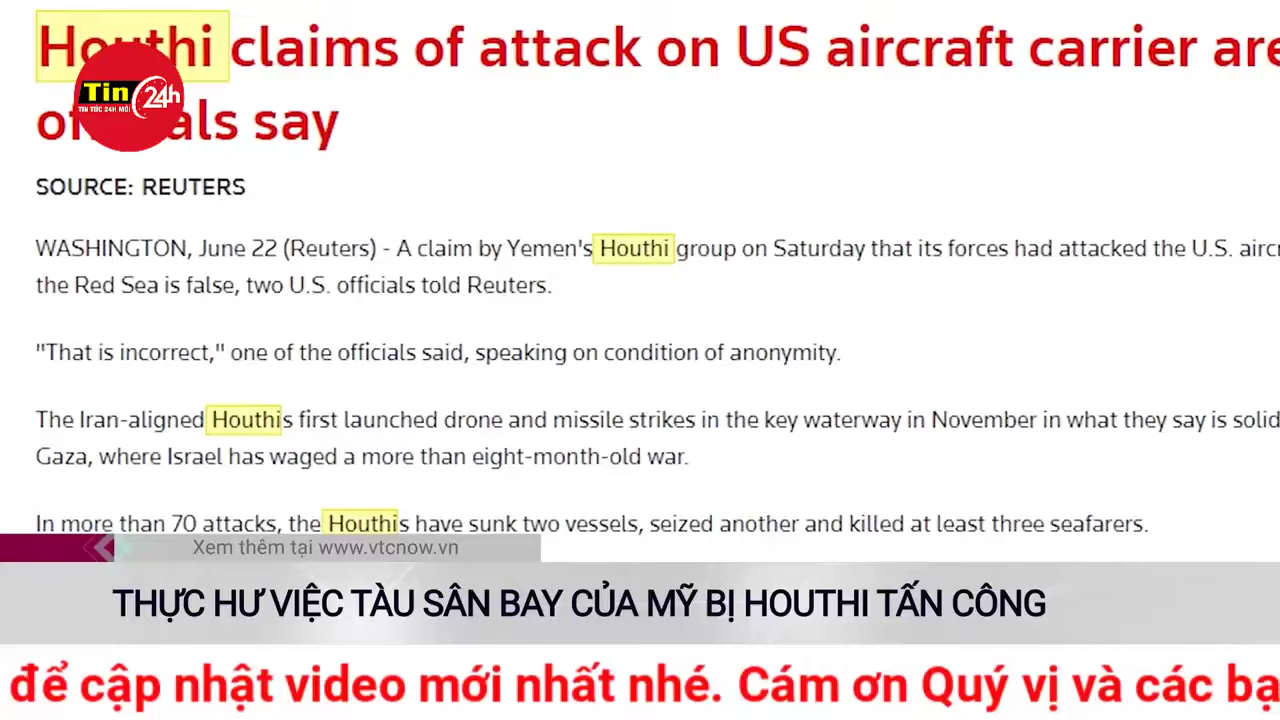 Houthi claims of attack on US aircraft carrier are
say
Tin 24h
TIN TỨC 24H MỚI
SOURCE: REUTERS
WASHINGTON, June 22 (Reuters) - A claim by Yemen's Houthi group on Saturday that its forces had attacked the U.S.
the Red Sea is false, two U.S. officials told Reuters.
"That is incorrect," one of the officials said, speaking on condition of anonymity.
The Iran-aligned Houthis first launched drone and missile strikes in the key waterway in November in what they say is
Gaza, where Israel has waged a more than eight-month-old war.
In more than 70 attacks, the Houthis have sunk two vessels, seized another and killed at least three seafarers.
Xem thêm tại www.vtcnow.vn
THỰC HƯ VIỆC TÀU SÂN BAY CỦA MỸ BỊ HOUTHI TẤN CÔNG
để cập nhật video mới nhất nhé. Cám ơn Quý vị và các